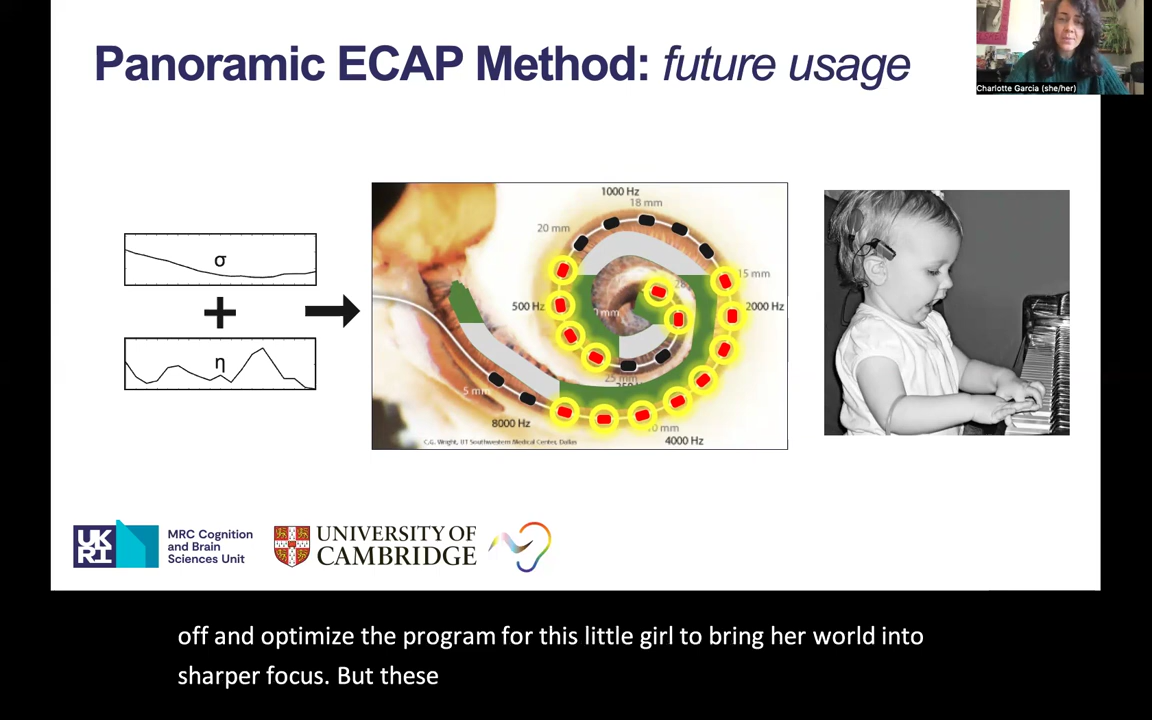 Panoramic ECAP Method: future usage
Charlotte Garcia (she/her)
σ
+
η
1000 Hz
18 mm
20 mm
15 mm
500 Hz
2000 Hz
5 mm
8000 Hz
4000 Hz
C.G. Wright, UT Southwestern Medical Center, Dallas
UK
RI
MRC Cognition
and Brain
Sciences Unit
UNIVERSITY OF
CAMBRIDGE
off and optimize the program for this little girl to bring her world into
sharper focus. But these